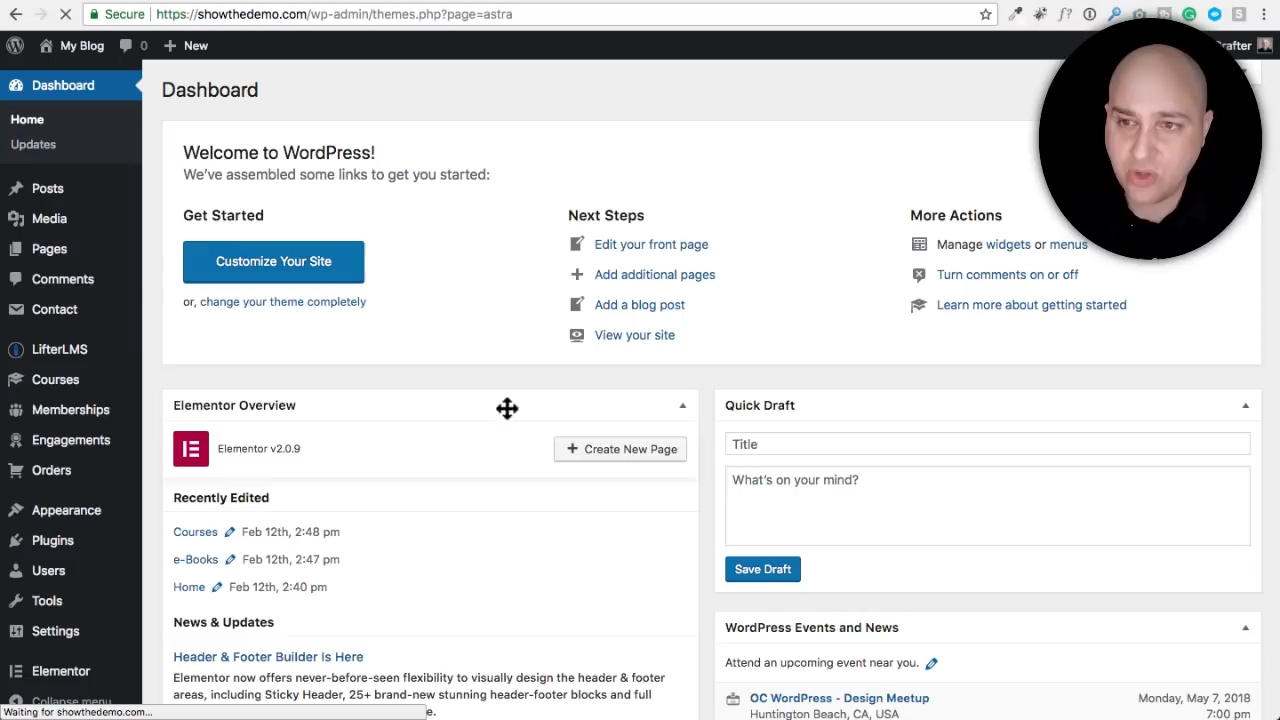 Secure https://showthedemo.com/wp-admin/themes.php?page=astra
My Blog 0 New
Drafter
Dashboard
Home
Updates
Posts
Media
Pages
Comments
Contact
LifterLMS
Courses
Memberships
Engagements
Orders
Appearance
Plugins
Users
Tools
Settings
Elementor
Collapse menu
Dashboard
Welcome to WordPress!
We've assembled some links to get you started:
Get Started
Customize Your Site
or, change your theme completely
Next Steps
Edit your front page
Add additional pages
Add a blog post
View your site
More Actions
Manage widgets or menus
Turn comments on or off
Learn more about getting started
Elementor Overview
Elementor v2.0.9
Create New Page
Recently Edited
Courses Feb 12th, 2:48 pm
e-Books Feb 12th, 2:47 pm
Home Feb 12th, 2:40 pm
News & Updates
Header & Footer Builder Is Here
Elementor now offers never-before-seen flexibility to visually design the header & footer
areas, including Sticky Header, 25+ brand-new stunning header-footer blocks and full
e.
Quick Draft
Title
What's on your mind?
Save Draft
WordPress Events and News
Attend an upcoming event near you.
OC WordPress - Design Meetup Monday, May 7, 2018
Huntington Beach, CA, USA 7:00 pm
Waiting for showthedemo.com...